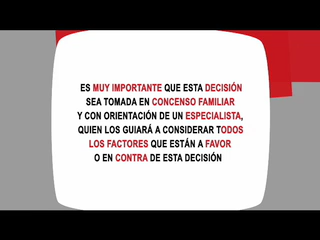 ES MUY IMPORTANTE QUE ESTA DECISIÓN
SEA TOMADA EN CONCENSO FAMILIAR
Y CON ORIENTACIÓN DE UN ESPECIALISTA,
QUIEN LOS GUIARÁ A CONSIDERAR TODOS
LOS FACTORES QUE ESTÁN A FAVOR
O EN CONTRA DE ESTA DECISIÓN